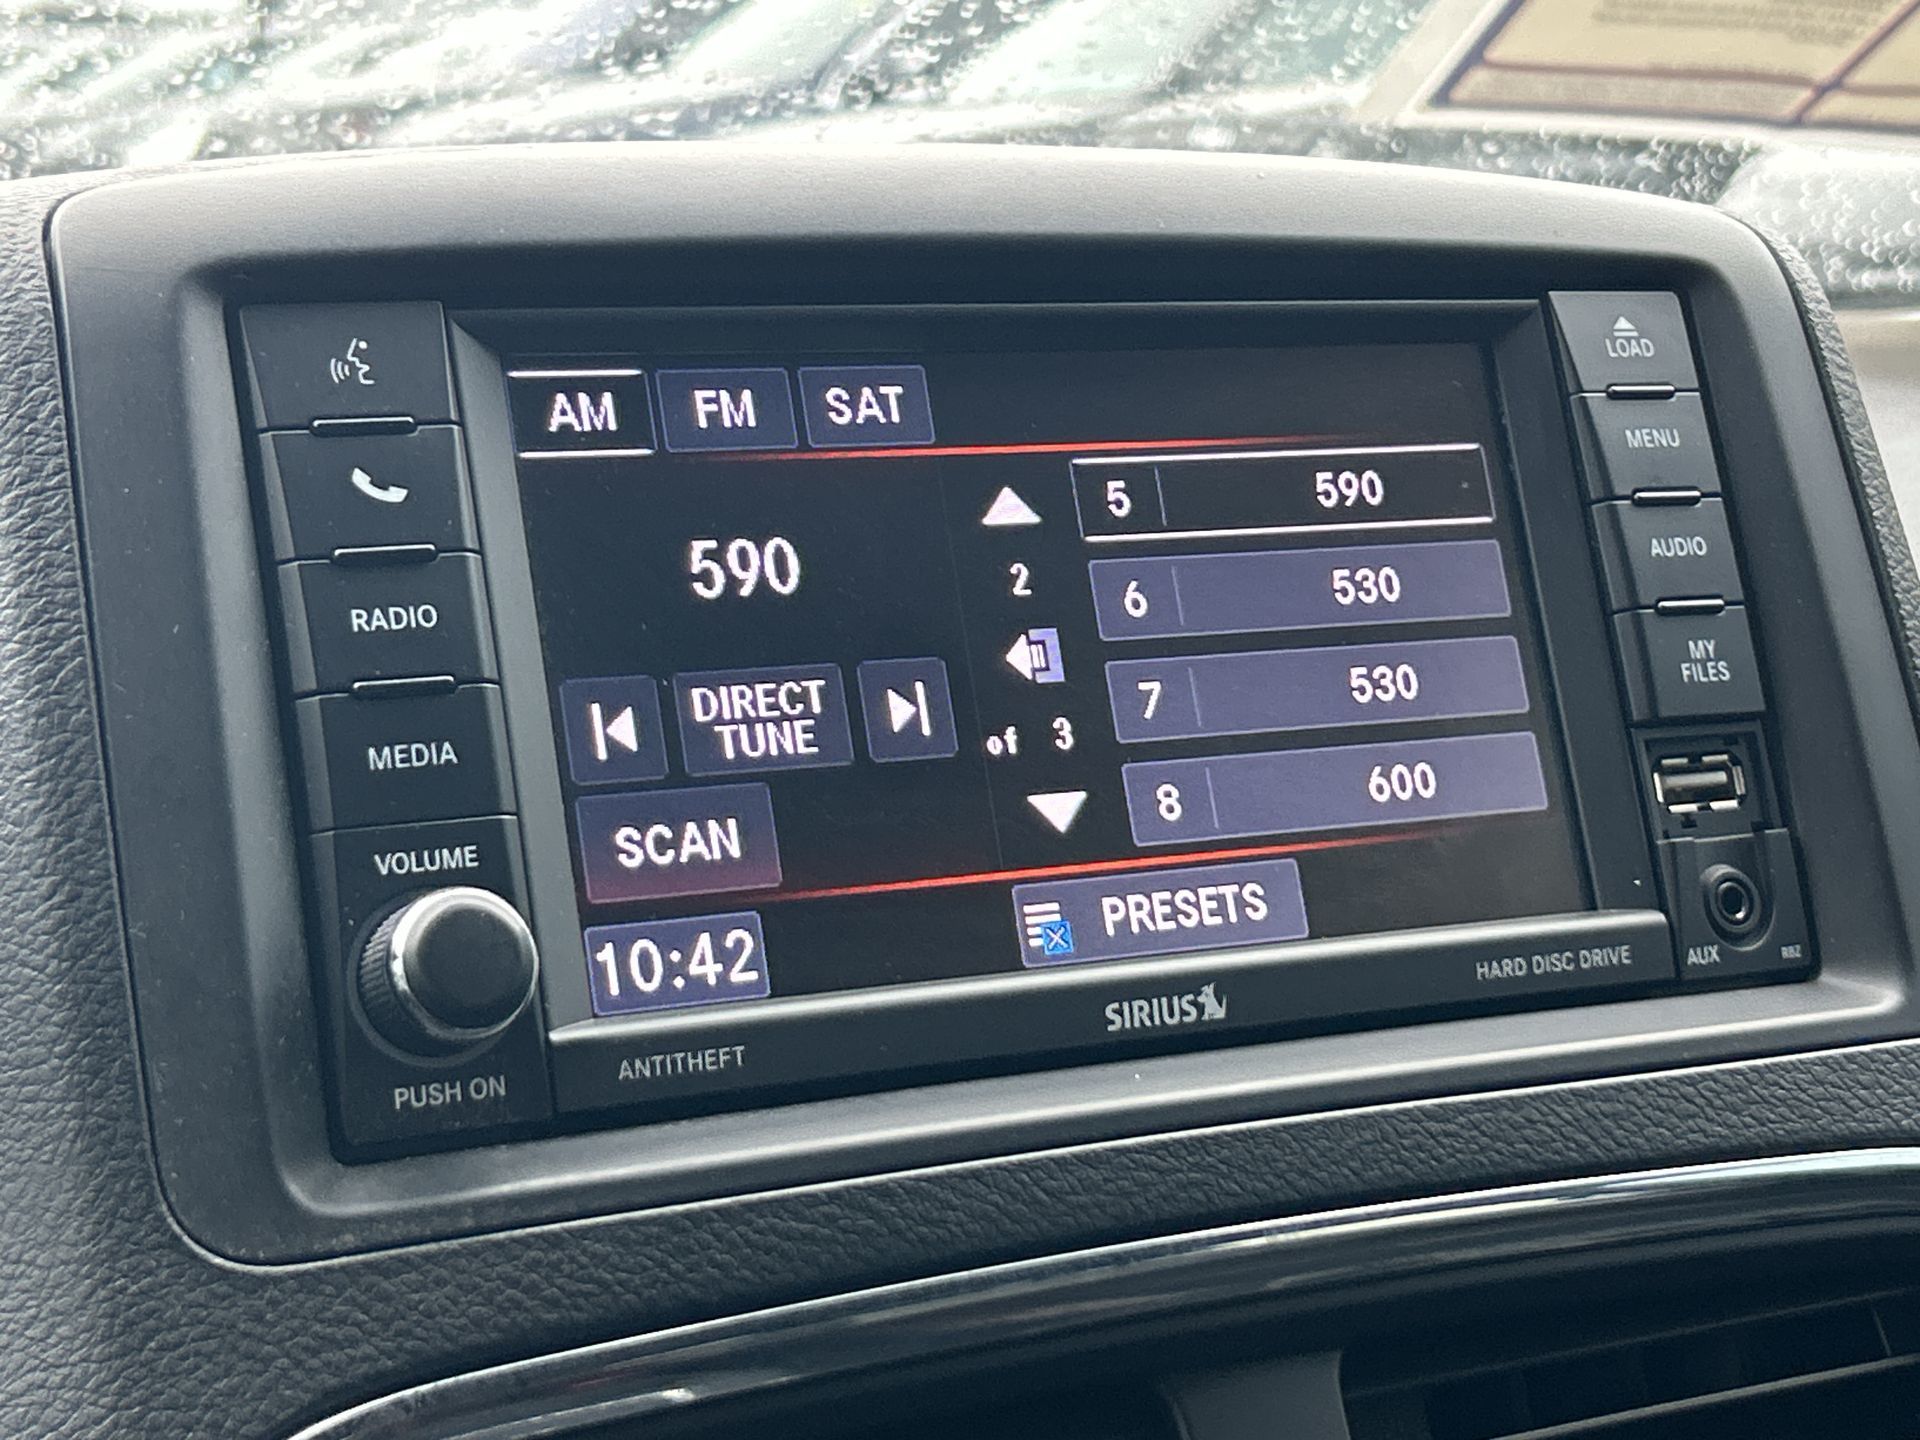 LOAD
MENU
AUDIO
MY
FILES
AUX
RBZ
RADIO
MEDIA
VOLUME
PUSH ON
AM
FM
SAT
590
DIRECT
TUNE
SCAN
10:42
2
of 3
5 590
6 530
7 530
8 600
PRESETS
ANTITHEFT
SIRIUS
HARD DISC DRIVE